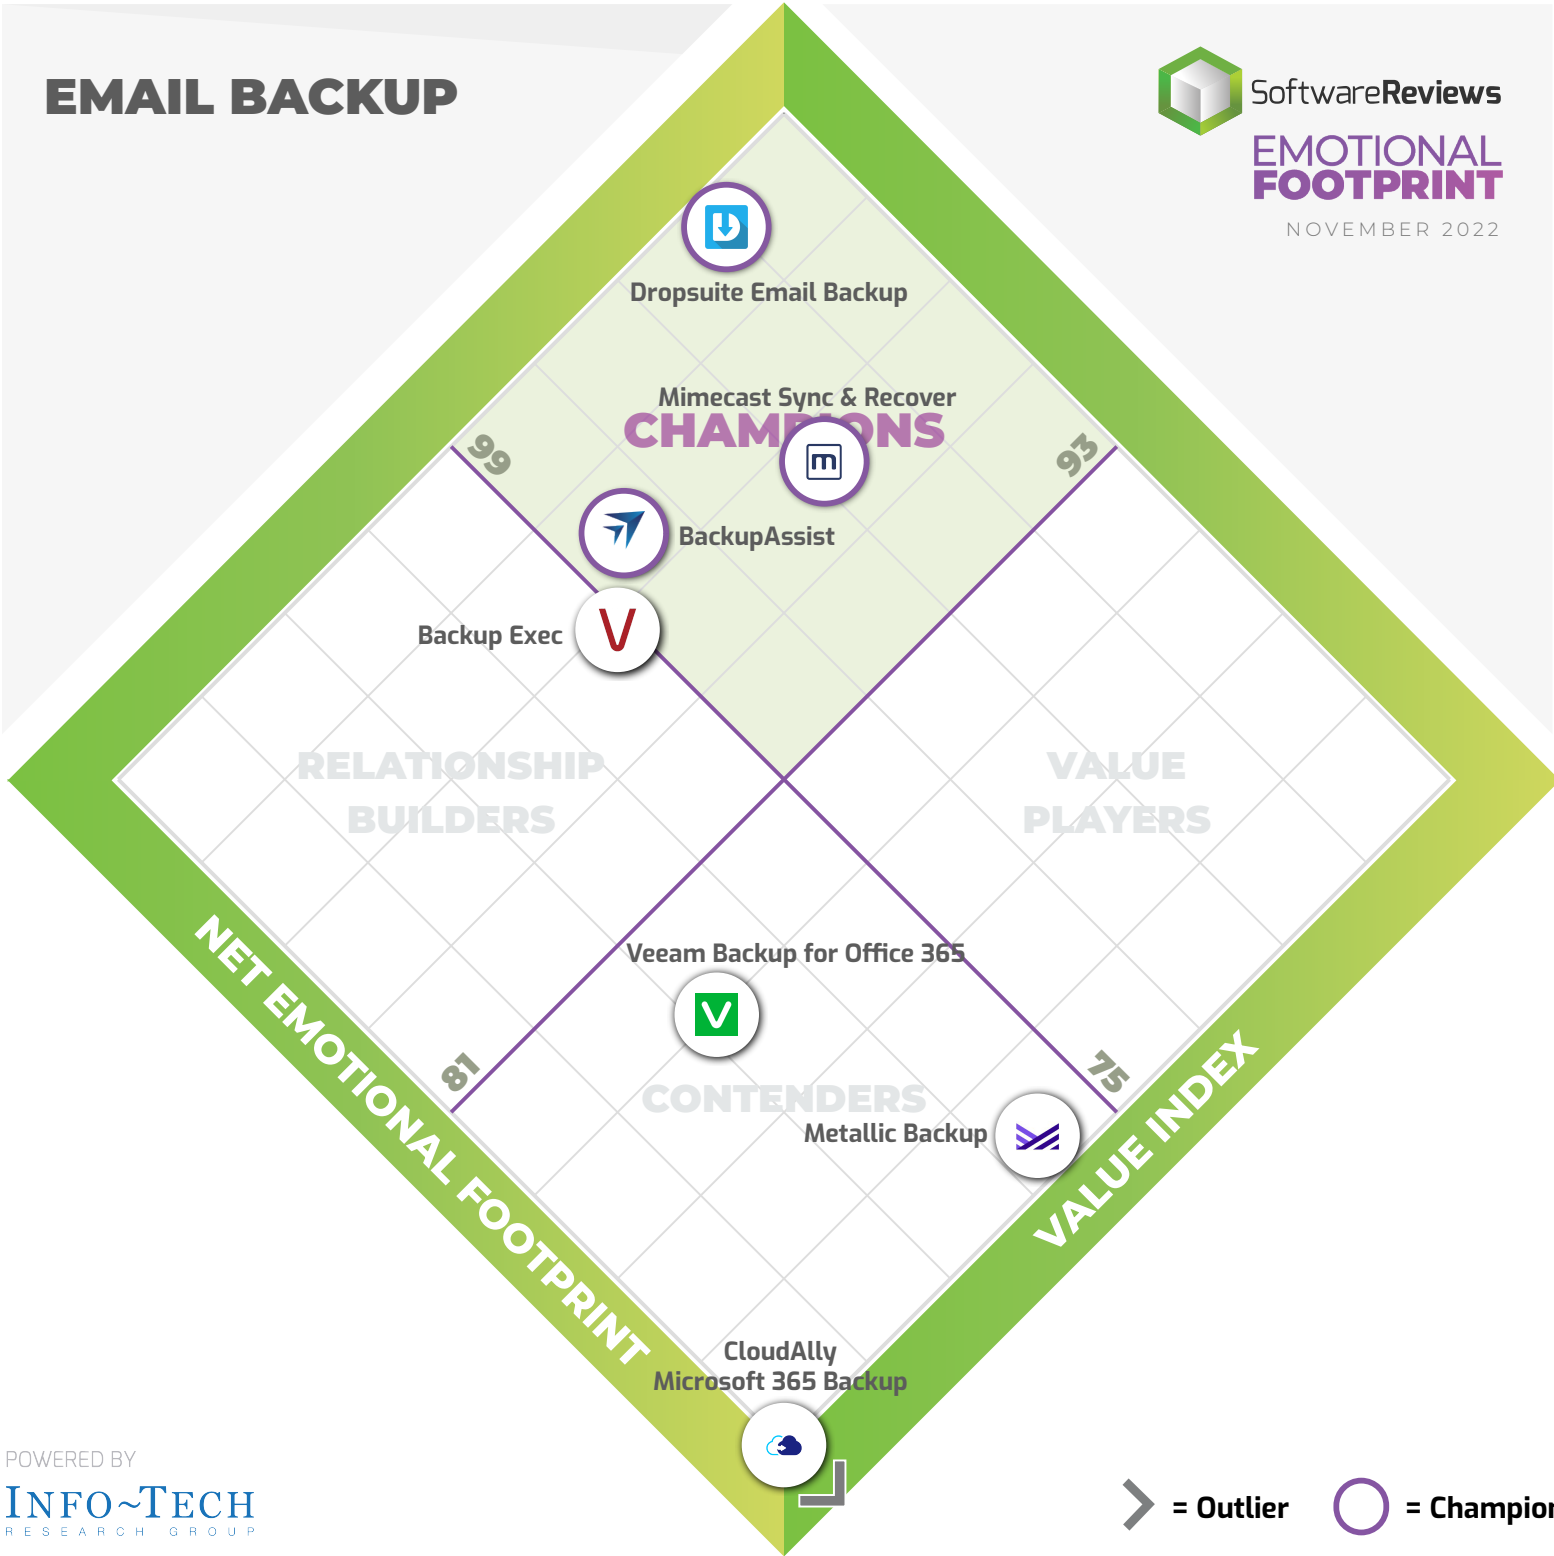 EMAIL BACKUP
SoftwareReviews
EMOTIONAL
FOOTPRINT
NOVEMBER 2022
Dropsuite Email Backup
Mimecast Sync & Recover
99
93
BackupAssist
Backup Exec
RELATIONSHIP
BUILDERS
VALUE
PLAYERS
Veeam Backup for Office 365
81
75
CONTENDERS
Metallic Backup
NET EMOTIONAL FOOTPRINT
VALUE INDEX
CloudAlly
Microsoft 365 Backup
POWERED BY
INFO~TECH
RESEARCH GROUP
= Outlier
= Champion